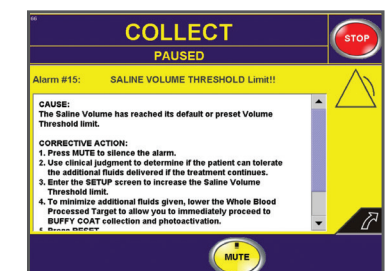 66
COLLECT
PAUSED
STOP
Alarm #15: SALINE VOLUME THRESHOLD Limit!!
CAUSE:
The Saline Volume has reached its default or preset Volume
Threshold limit.
CORRECTIVE ACTION:
1. Press MUTE to silence the alarm.
2. Use clinical judgment to determine if the patient can tolerate
the additional fluids delivered if the treatment continues.
3. Enter the SETUP screen to increase the Saline Volume
Threshold limit.
4. To minimize additional fluids given, lower the Whole Blood
Processed Target to allow you to immediately proceed to
BUFFY COAT collection and photoactivation.
5. Press RESET
MUTE